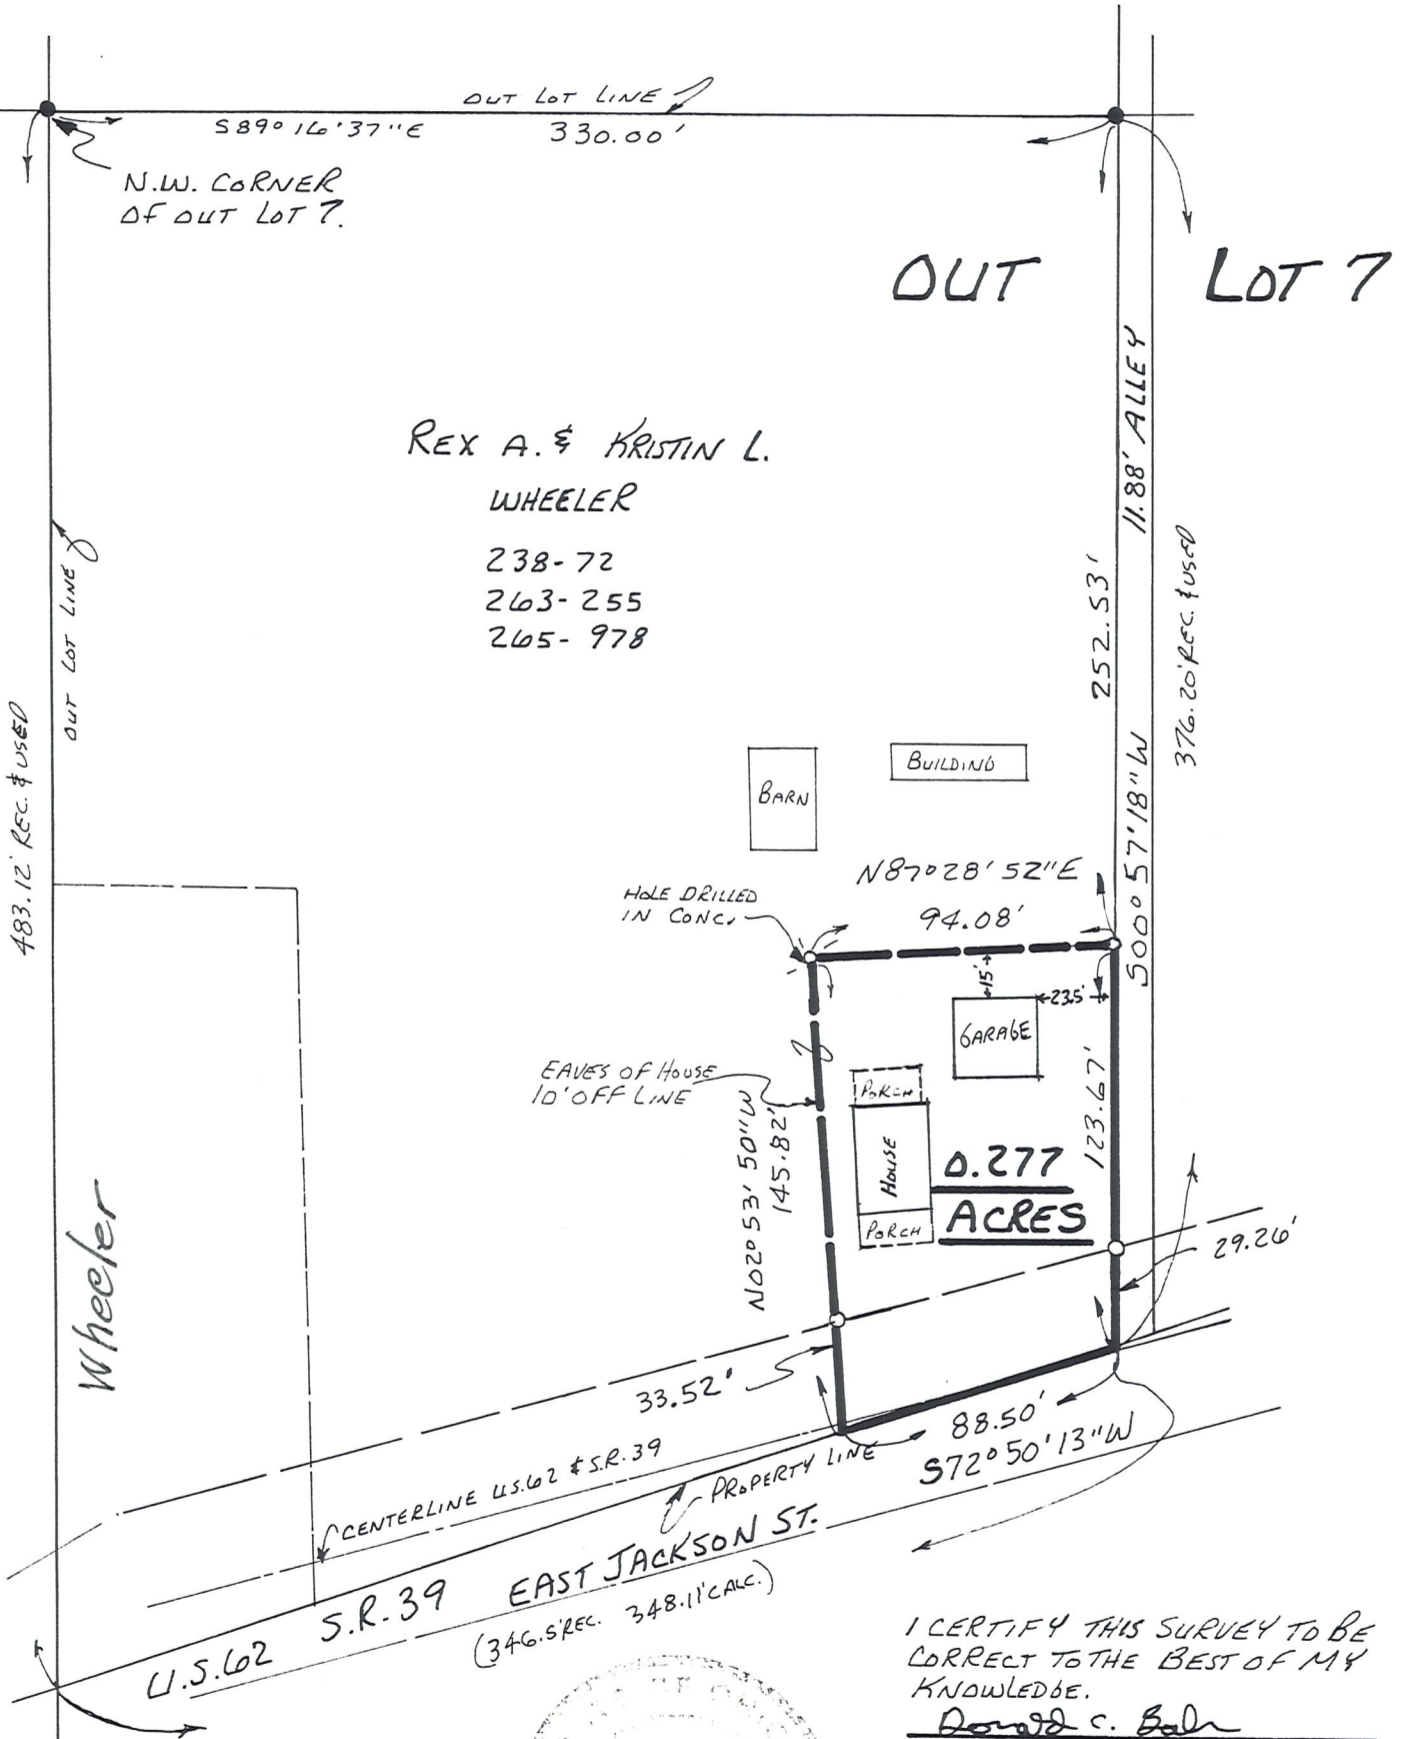 OUT LOT LINE
S89°16'37"E 330.00'
N.W. CORNER
OF OUT LOT 7.
OUT LOT 7
11.88' ALLEY
REX A. & KRISTIN L.
WHEELER
238-72
263-255
265-978
OUT LOT LINE
483.12' REC. & USED
252.53'
376.20' REC. & USED
S00°57'18"W
BARN
BUILDING
N87°28'52"E
94.08'
HOLE DRILLED
IN CONC.
15'
23.5'
GARAGE
EAVES OF HOUSE
10' OFF LINE
PORCH
HOUSE
PORCH
N02°53'50"W
145.82'
123.67'
0.277
ACRES
29.26'
Wheeler
33.52'
88.50'
S72°50'13"W
PROPERTY LINE
CENTERLINE U.S.62 & S.R.39
U.S.62 S.R.39 EAST JACKSON ST.
(346.5' REC. 348.11' CALC.)
I CERTIFY THIS SURVEY TO BE
CORRECT TO THE BEST OF MY
KNOWLEDGE.
Donald C.